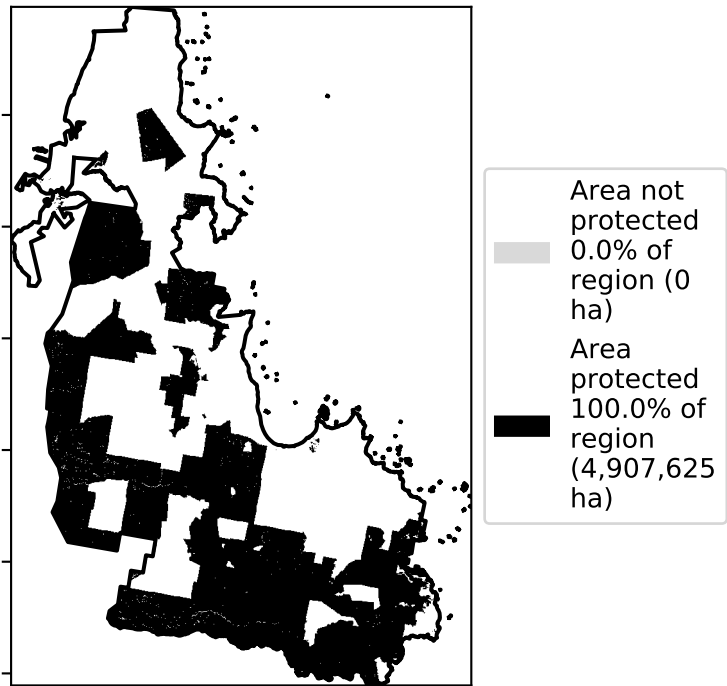 Area not
protected
0.0% of
region (0
ha)
Area
protected
100.0% of
region
(4,907,625
ha)